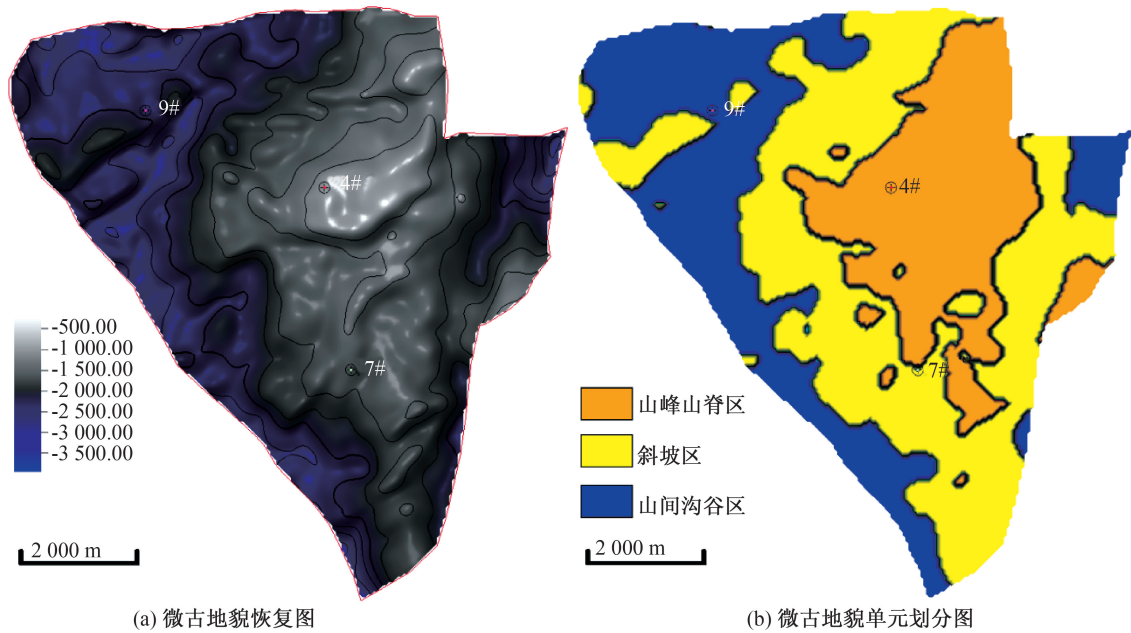 9#
4#
7#
-500.00
-1 000.00
-1 500.00
-2 000.00
-2 500.00
-3 000.00
-3 500.00
2 000 m
(a) 微古地貌恢复图
9#
4#
7#
山峰山脊区
斜坡区
山间沟谷区
2 000 m
(b) 微古地貌单元划分图